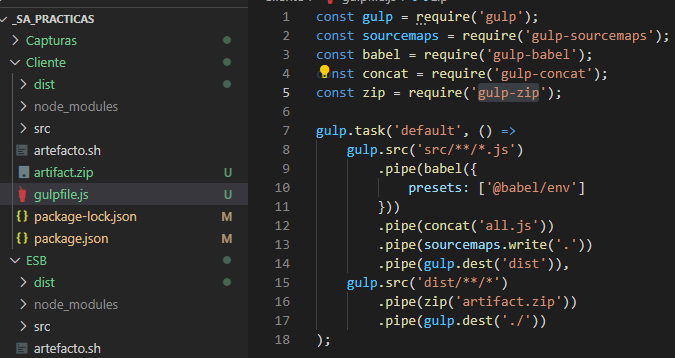 _SA_PRACTICAS
Capturas
Cliente
dist
node_modules
src
artefacto.sh
artifact.zip U
gulpfile.js U
package-lock.json M
package.json M
ESB
dist
node_modules
src
artefacto.sh
1 const gulp = require('gulp');
2 const sourcemaps = require('gulp-sourcemaps');
3 const babel = require('gulp-babel');
4 nst concat = require('gulp-concat');
5 const zip = require('gulp-zip');
6
7 gulp.task('default', () =>
8 gulp.src('src/**/*.js')
9 .pipe(babel({
10 presets: ['@babel/env']
11 }))
12 .pipe(concat('all.js'))
13 .pipe(sourcemaps.write('.'))
14 .pipe(gulp.dest('dist')),
15 gulp.src('dist/**/*')
16 .pipe(zip('artifact.zip'))
17 .pipe(gulp.dest('./'))
18 );